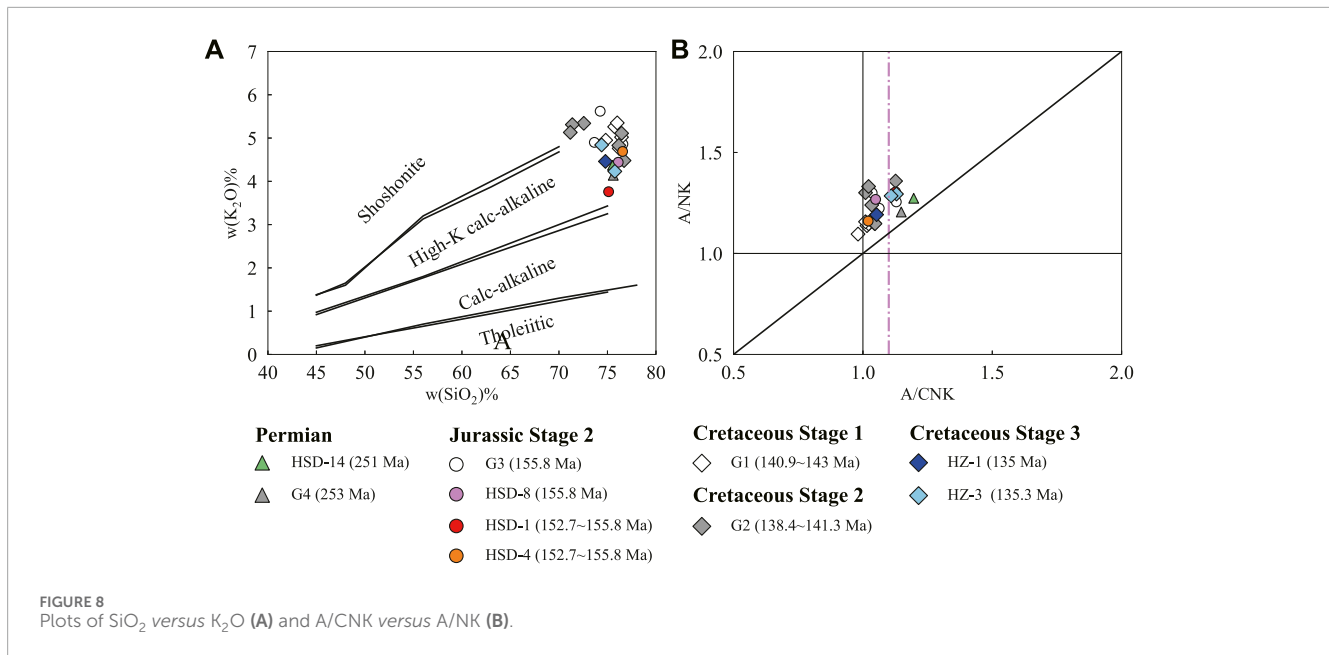 A
7
6
5
4
3
2
1
0
w(K₂O)%
40
45
50
55
60
65
70
75
80
w(SiO₂)%
Shoshonite
High-K calc-alkaline
Calc-alkaline
Tholeiitic
A
B
2.0
1.5
1.0
0.5
A/NK
0.5
1.0
1.5
2.0
A/CNK
Permian
HSD-14 (251 Ma)
G4 (253 Ma)
Jurassic Stage 2
G3 (155.8 Ma)
HSD-8 (155.8 Ma)
HSD-1 (152.7~155.8 Ma)
HSD-4 (152.7~155.8 Ma)
Cretaceous Stage 1
G1 (140.9~143 Ma)
Cretaceous Stage 2
G2 (138.4~141.3 Ma)
Cretaceous Stage 3
HZ-1 (135 Ma)
HZ-3 (135.3 Ma)
FIGURE 8
Plots of SiO₂ versus K₂O (A) and A/CNK versus A/NK (B).